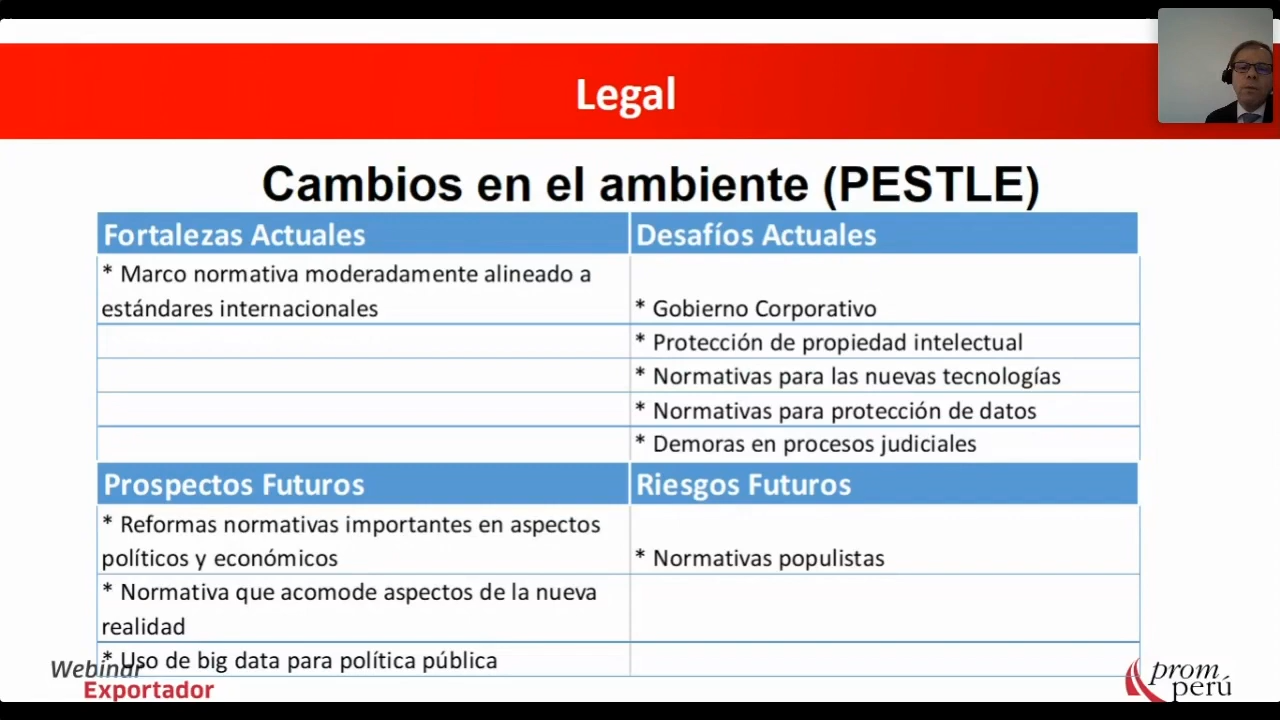 Legal
Cambios en el ambiente (PESTLE)
Fortalezas Actuales
Desafíos Actuales
* Marco normativa moderadamente alineado a
estándares internacionales
* Gobierno Corporativo
* Protección de propiedad intelectual
* Normativas para las nuevas tecnologías
* Normativas para protección de datos
* Demoras en procesos judiciales
Prospectos Futuros
Riesgos Futuros
* Reformas normativas importantes en aspectos
políticos y económicos
* Normativas populistas
* Normativa que acomode aspectos de la nueva
realidad
* Uso de big data para política pública
Webinar
Exportador
prom
perú